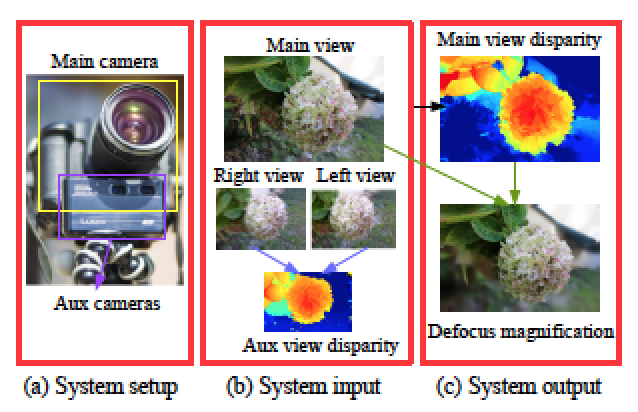 Main camera
Aux cameras
Main view
Right view
Left view
Aux view disparity
Main view disparity
Defocus magnification
(a) System setup
(b) System input
(c) System output